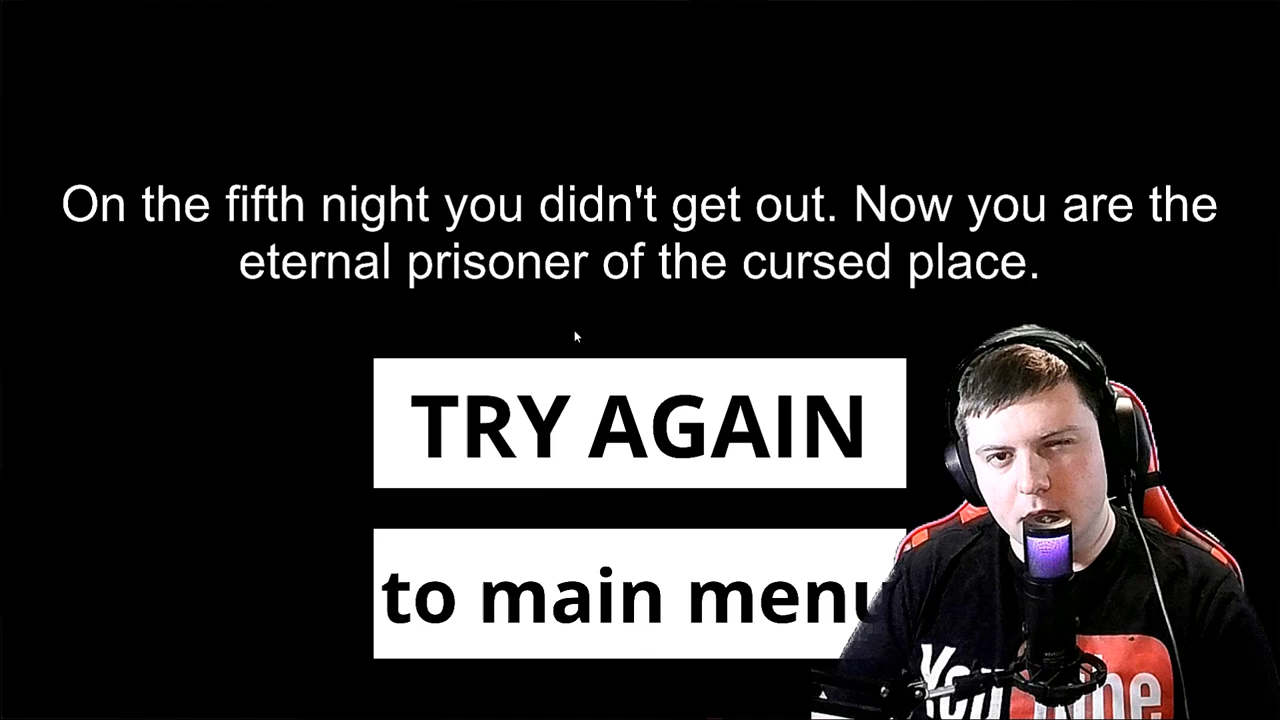 On the fifth night you didn't get out. Now you are the
eternal prisoner of the cursed place.
TRY AGAIN
to main menu